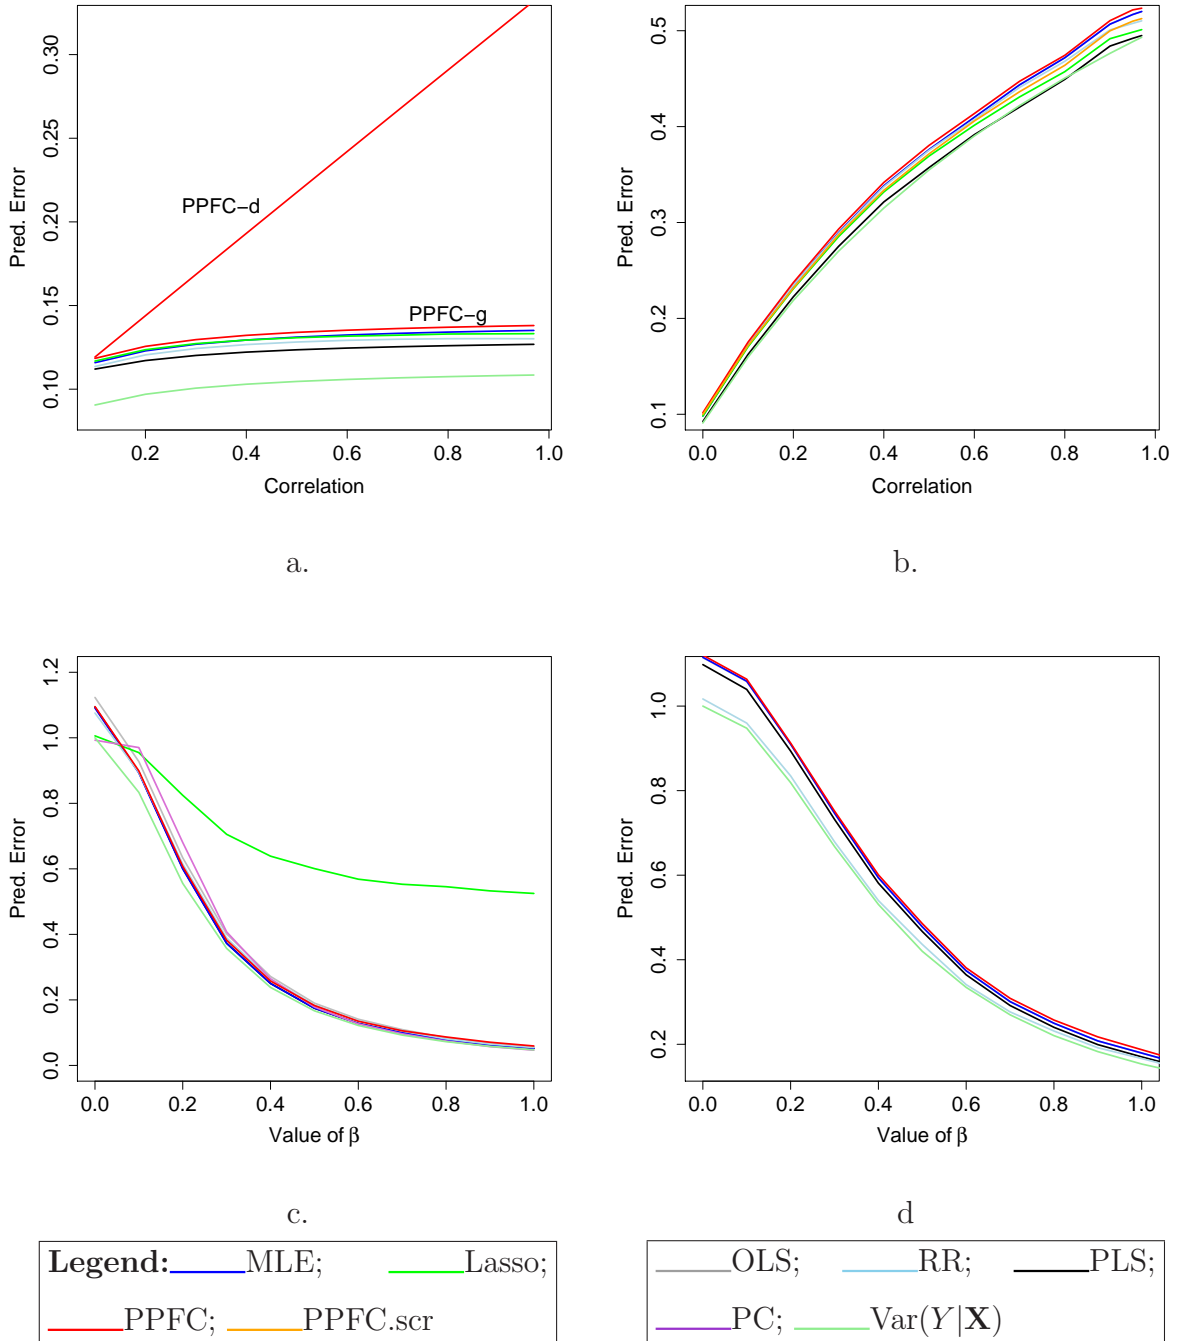 Pred. Error
0.10 0.15 0.20 0.25 0.30
PPFC−d
PPFC−g
0.2 0.4 0.6 0.8 1.0
Correlation
a.
Pred. Error
0.1 0.2 0.3 0.4 0.5
0.0 0.2 0.4 0.6 0.8 1.0
Correlation
b.
Pred. Error
0.0 0.2 0.4 0.6 0.8 1.0 1.2
0.0 0.2 0.4 0.6 0.8 1.0
Value of β
c.
Pred. Error
0.2 0.4 0.6 0.8 1.0
0.0 0.2 0.4 0.6 0.8 1.0
Value of β
d
Legend: MLE; Lasso;
PPFC; PPFC.scr
OLS; RR; PLS;
PC; Var(Y|X)